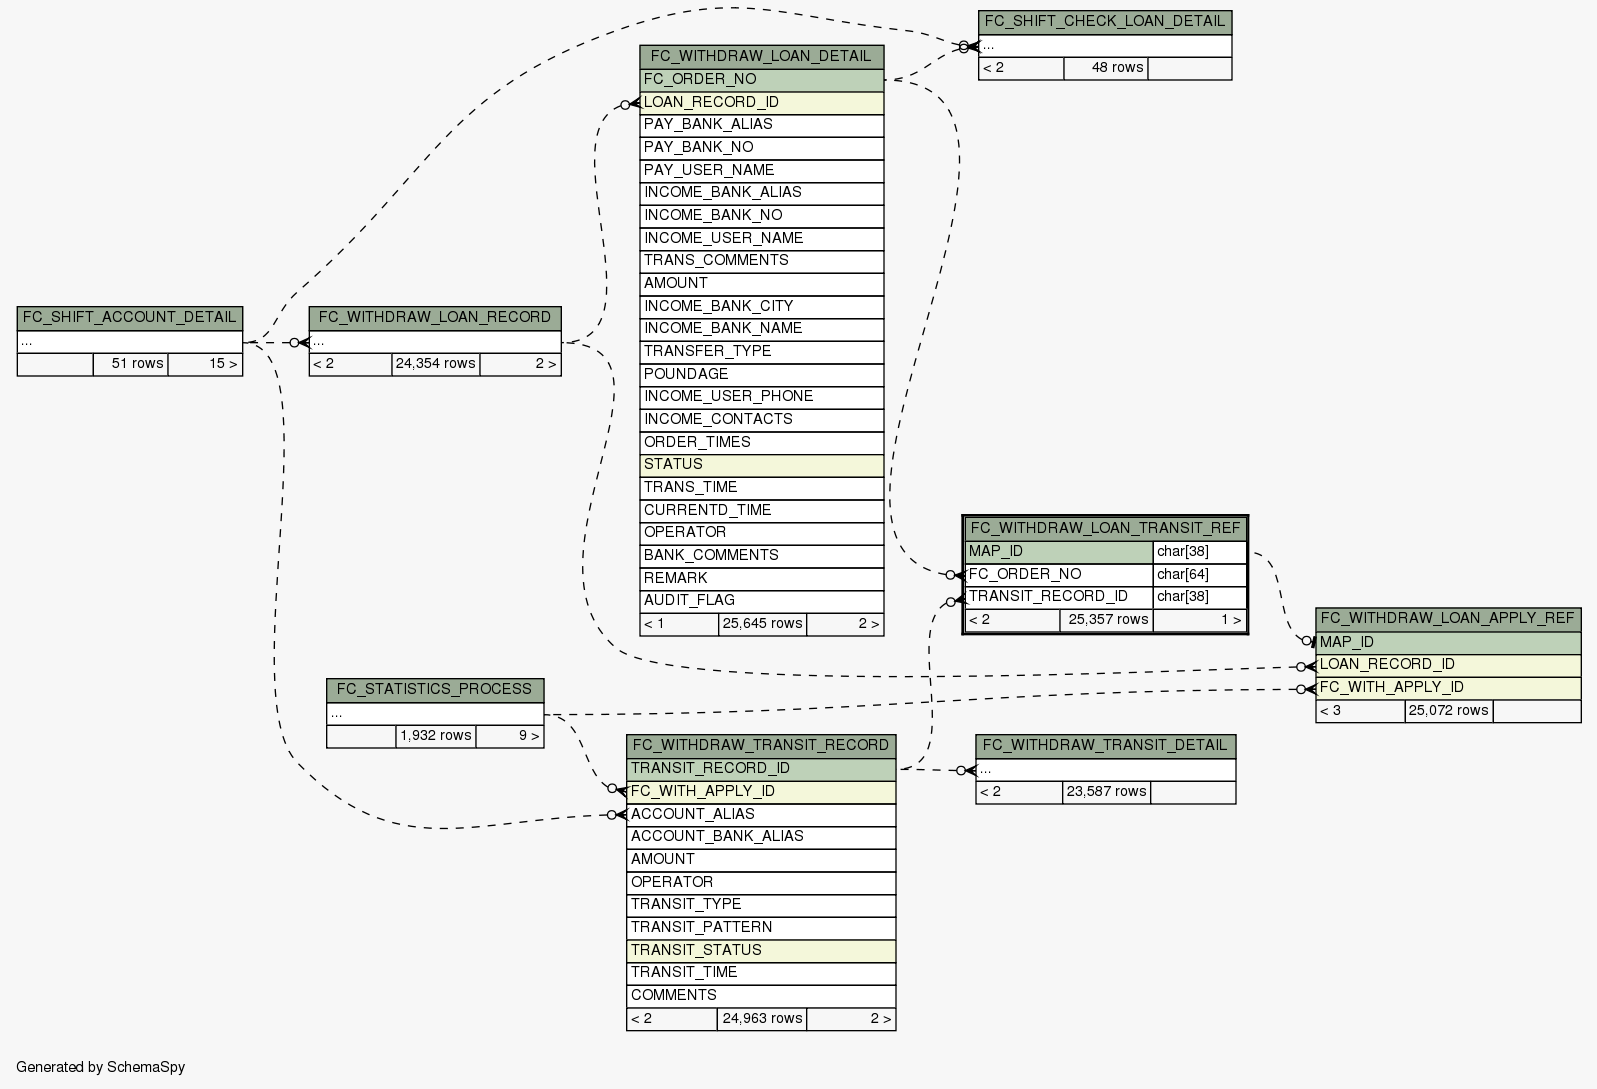 FC_SHIFT_CHECK_LOAN_DETAIL
...
< 2 48 rows
FC_WITHDRAW_LOAN_DETAIL
FC_ORDER_NO
LOAN_RECORD_ID
PAY_BANK_ALIAS
PAY_BANK_NO
PAY_USER_NAME
INCOME_BANK_ALIAS
INCOME_BANK_NO
INCOME_USER_NAME
TRANS_COMMENTS
AMOUNT
INCOME_BANK_CITY
INCOME_BANK_NAME
TRANSFER_TYPE
POUNDAGE
INCOME_USER_PHONE
INCOME_CONTACTS
ORDER_TIMES
STATUS
TRANS_TIME
CURRENTD_TIME
OPERATOR
BANK_COMMENTS
REMARK
AUDIT_FLAG
< 1 25,645 rows 2 >
FC_SHIFT_ACCOUNT_DETAIL
...
51 rows 15 >
FC_WITHDRAW_LOAN_RECORD
...
< 2 24,354 rows 2 >
FC_WITHDRAW_LOAN_TRANSIT_REF
MAP_ID char[38]
FC_ORDER_NO char[64]
TRANSIT_RECORD_ID char[38]
< 2 25,357 rows 1 >
FC_WITHDRAW_LOAN_APPLY_REF
MAP_ID
LOAN_RECORD_ID
FC_WITH_APPLY_ID
< 3 25,072 rows
FC_STATISTICS_PROCESS
...
1,932 rows 9 >
FC_WITHDRAW_TRANSIT_RECORD
TRANSIT_RECORD_ID
FC_WITH_APPLY_ID
ACCOUNT_ALIAS
ACCOUNT_BANK_ALIAS
AMOUNT
OPERATOR
TRANSIT_TYPE
TRANSIT_PATTERN
TRANSIT_STATUS
TRANSIT_TIME
COMMENTS
< 2 24,963 rows 2 >
FC_WITHDRAW_TRANSIT_DETAIL
...
< 2 23,587 rows
Generated by SchemaSpy